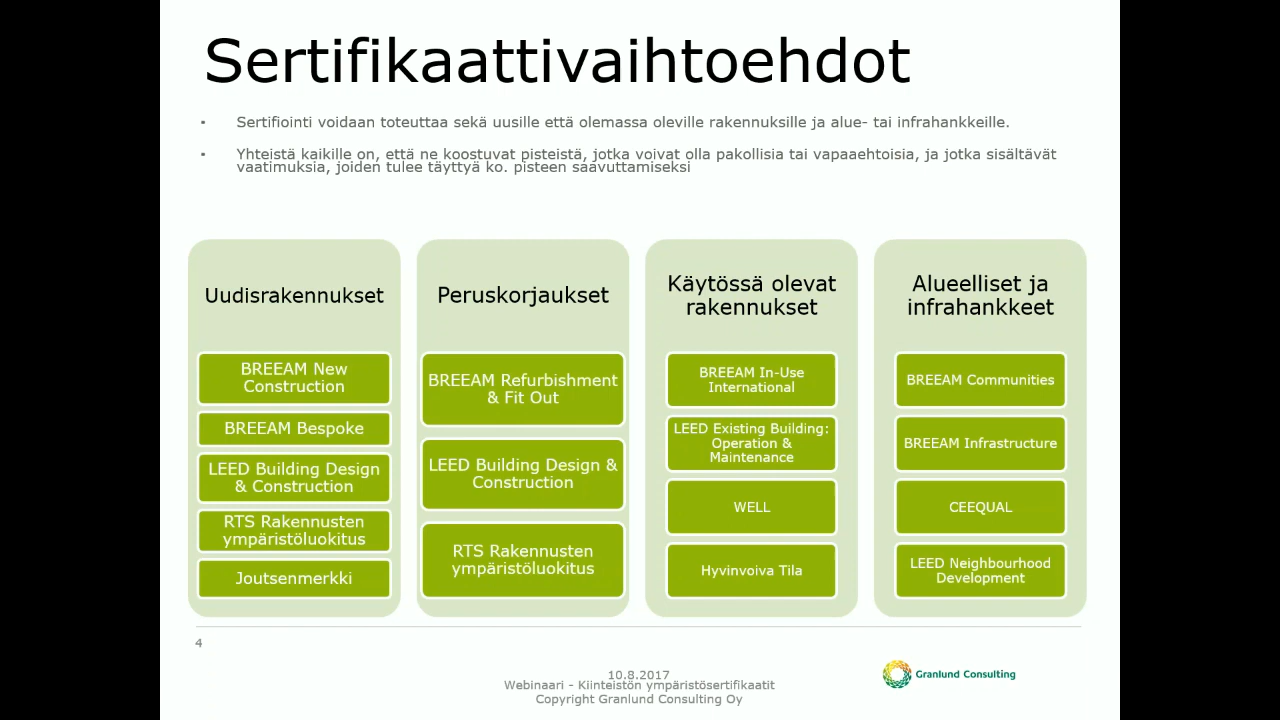 Sertifikaattivaihtoehdot
▪ Sertifiointi voidaan toteuttaa sekä uusille että olemassa oleville rakennuksille ja alue- tai infrahankkeille.
▪ Yhteistä kaikille on, että ne koostuvat pisteistä, jotka voivat olla pakollisia tai vapaaehtoisia, ja jotka sisältävät
vaatimuksia, joiden tulee täyttyä ko. pisteen saavuttamiseksi
Uudisrakennukset
BREEAM New
Construction
BREEAM Bespoke
LEED Building Design
& Construction
RTS Rakennusten
ympäristöluokitus
Joutsenmerkki
Peruskorjaukset
BREEAM Refurbishment
& Fit Out
LEED Building Design &
Construction
RTS Rakennusten
ympäristöluokitus
Käytössä olevat
rakennukset
BREEAM In-Use
International
LEED Existing Building:
Operation &
Maintenance
WELL
Hyvinvoiva Tila
Alueelliset ja
infrahankkeet
BREEAM Communities
BREEAM Infrastructure
CEEQUAL
LEED Neighbourhood
Development
4
10.8.2017
Webinaari - Kiinteistön ympäristösertifikaatit
Copyright Granlund Consulting Oy
Granlund Consulting